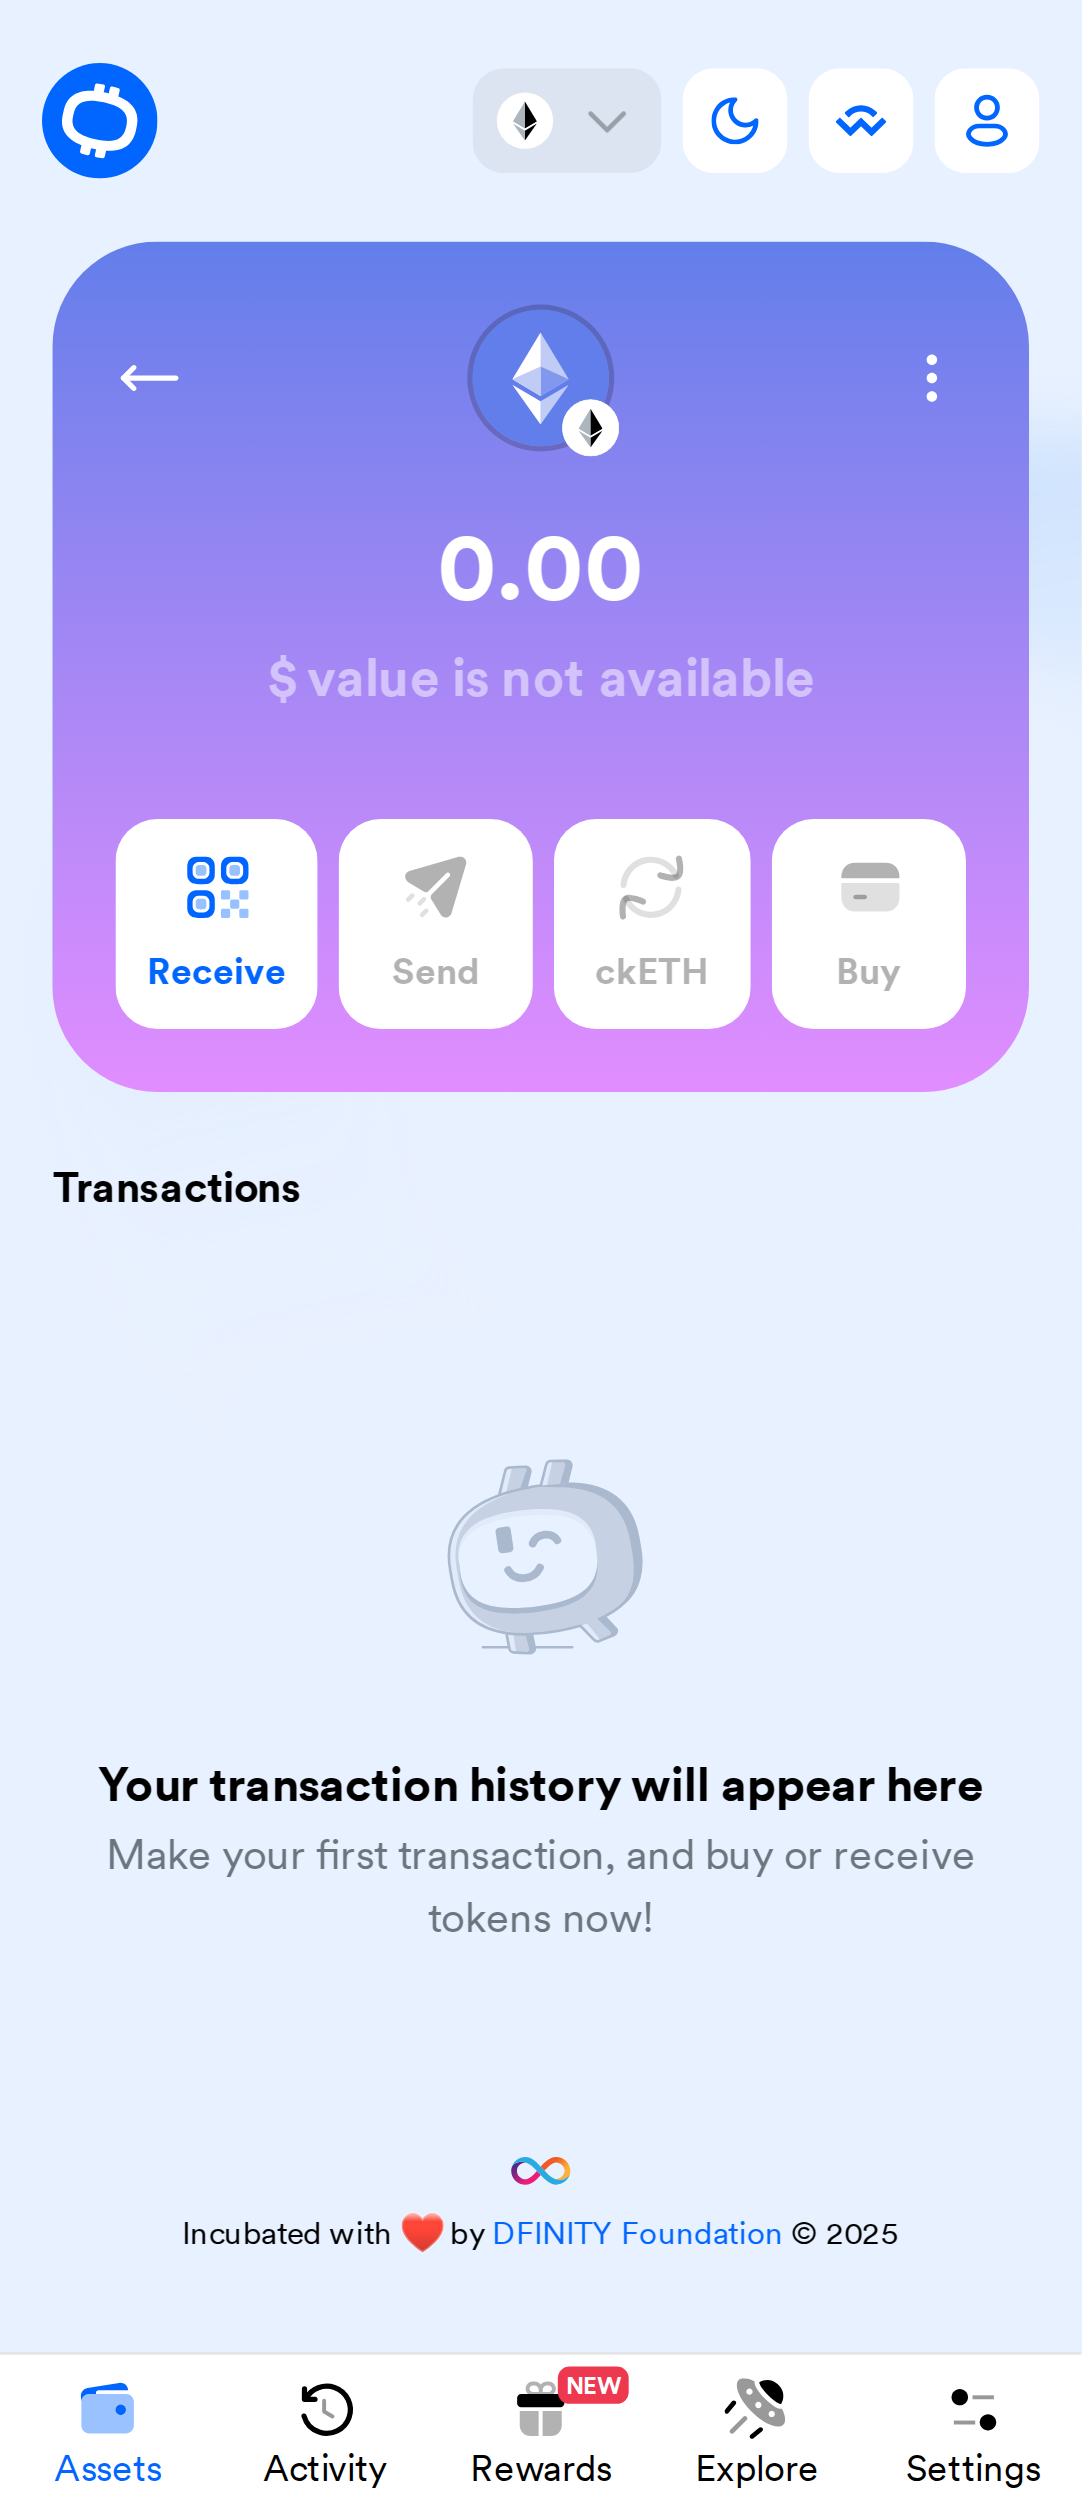 0.00
$ value is not available
Receive
Send
ckETH
Buy
Transactions
Your transaction history will appear here
Make your first transaction, and buy or receive
tokens now!
Incubated with ❤️ by DFINITY Foundation © 2025
NEW
Assets
Activity
Rewards
Explore
Settings